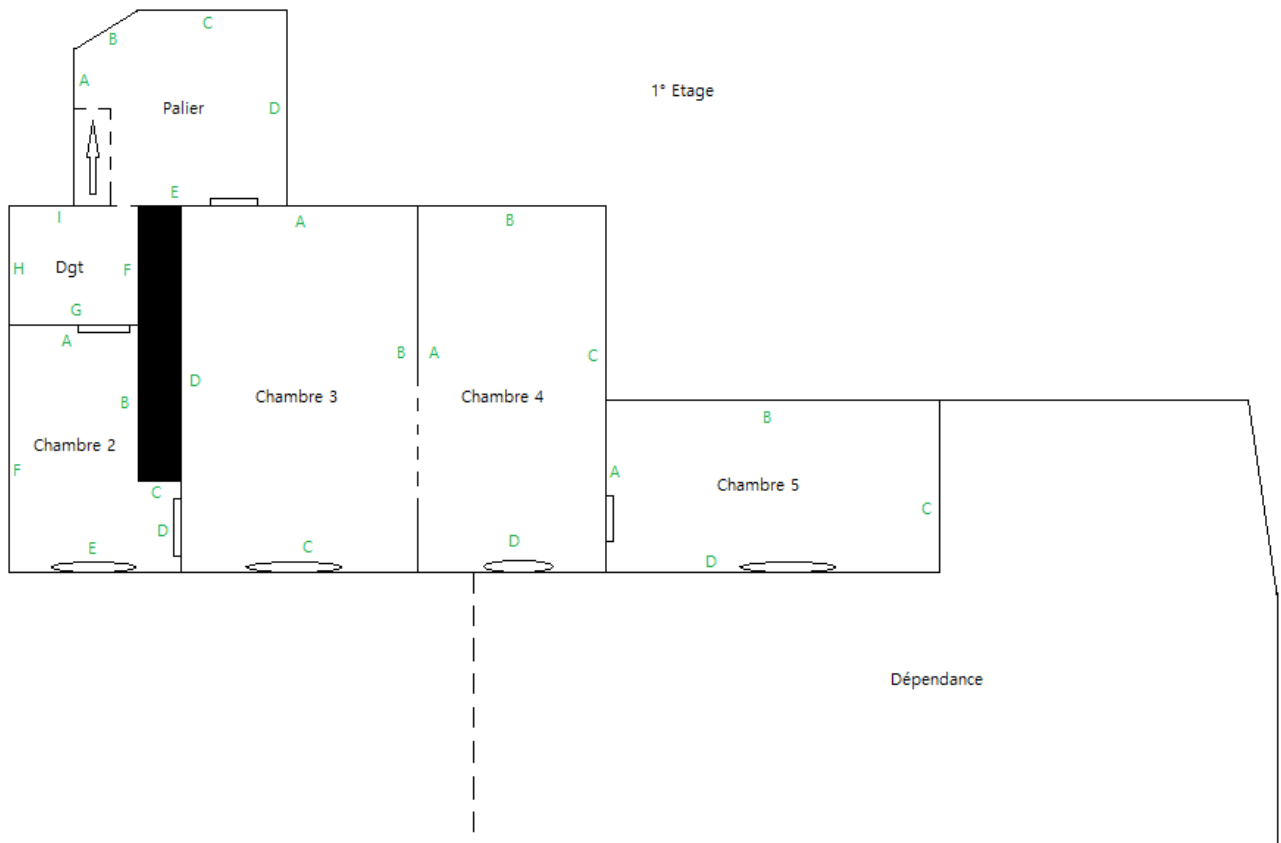 C
B
A
Palier
D
1° Etage
E
I
A
B
H
Dgt
F
G
A
B
A
C
D
B
Chambre 3
Chambre 4
B
Chambre 2
F
A
Chambre 5
C
C
D
E
C
D
D
Dépendance